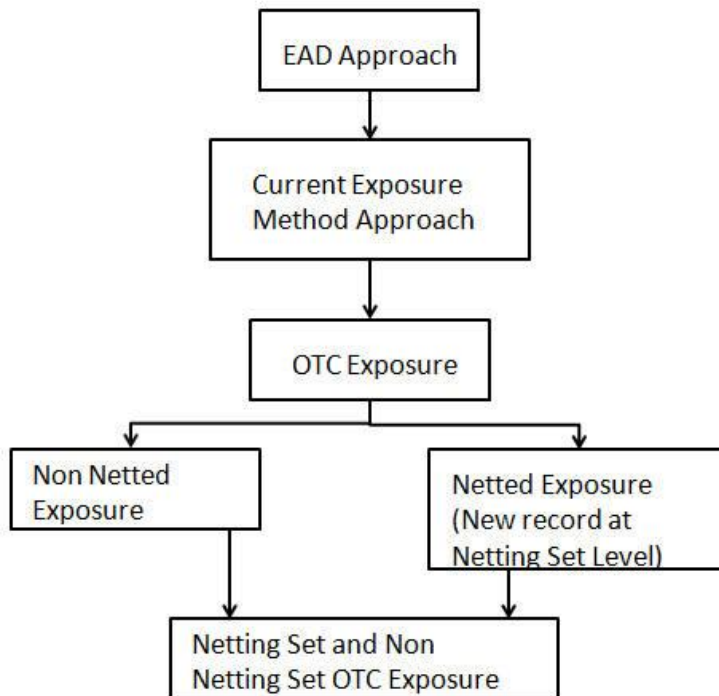 EAD Approach
Current Exposure
Method Approach
OTC Exposure
Non Netted
Exposure
Netted Exposure
(New record at
Netting Set Level)
Netting Set and Non
Netting Set OTC Exposure